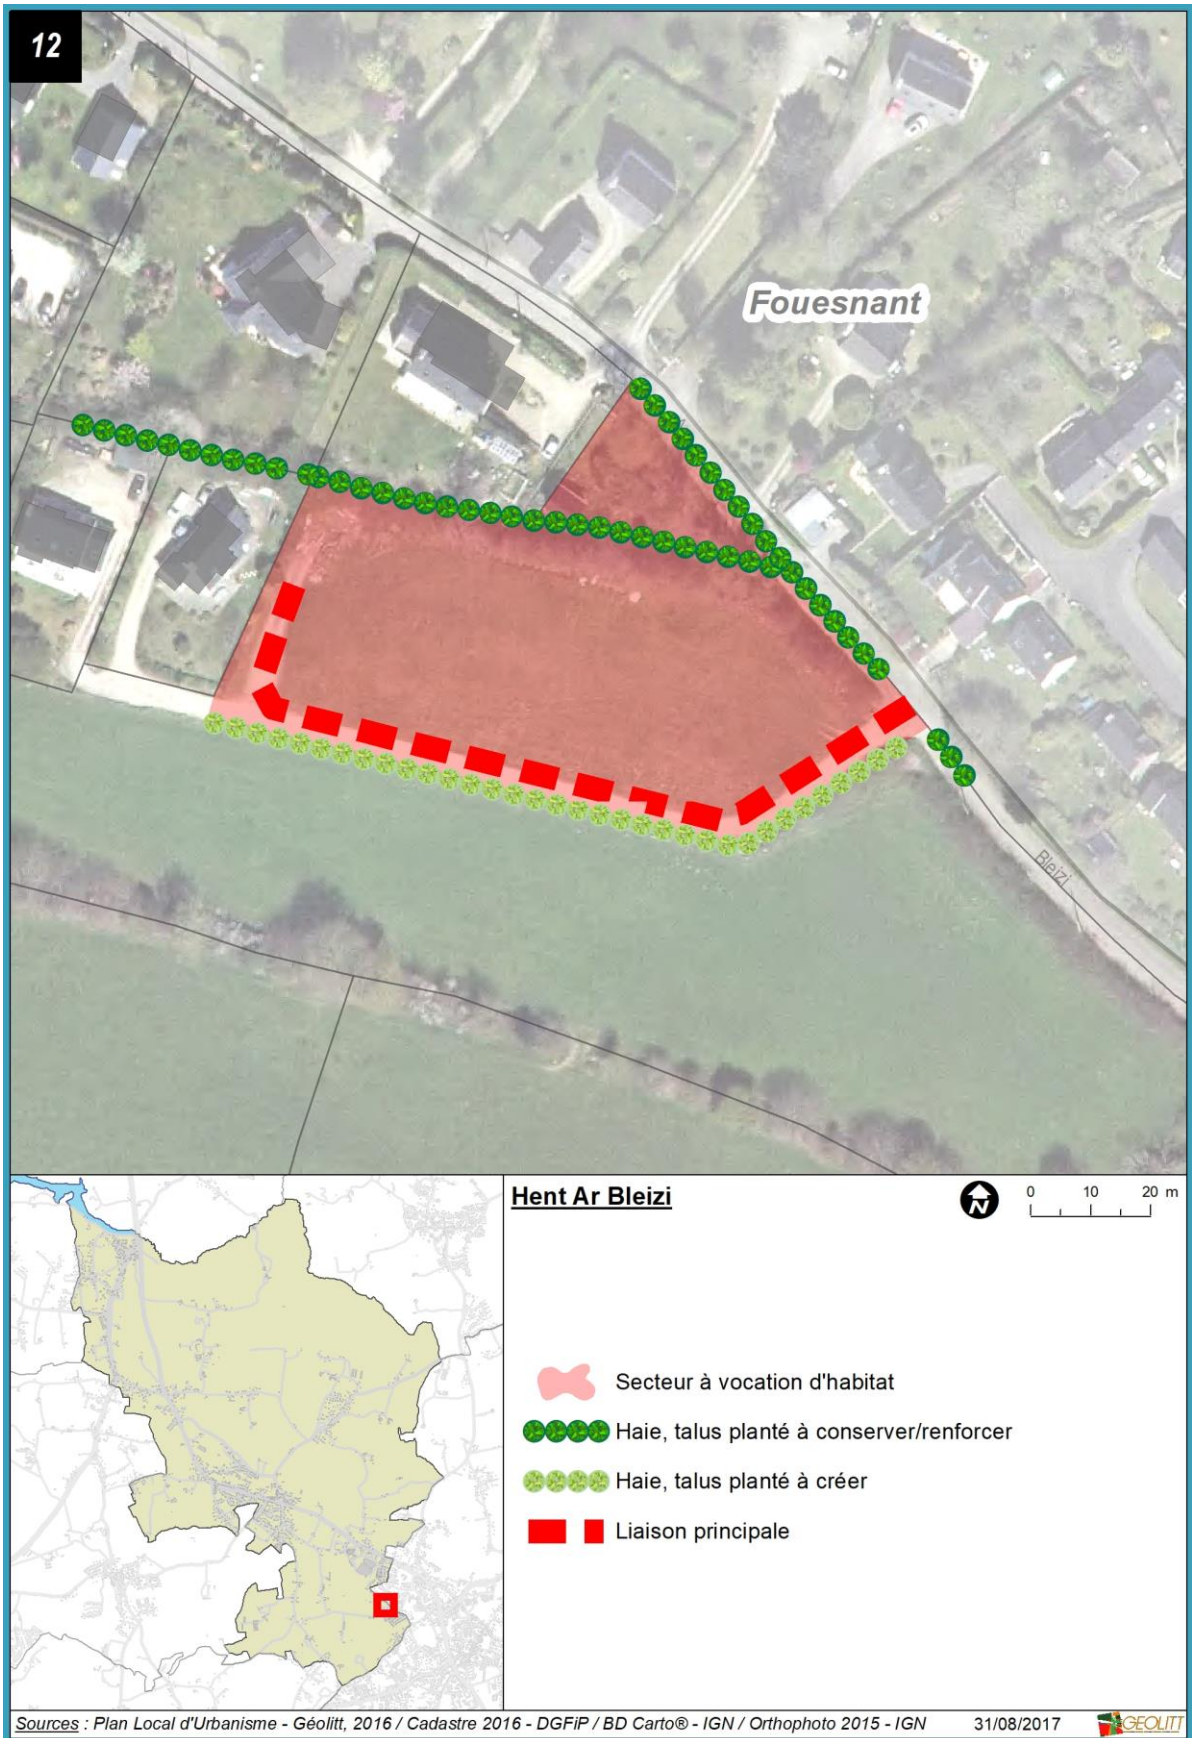 12
Fouesnant
Bleizi
Hent Ar Bleizi
N
0 10 20 m
Secteur à vocation d'habitat
Haie, talus planté à conserver/renforcer
Haie, talus planté à créer
Liaison principale
Sources : Plan Local d'Urbanisme - Géolitt, 2016 / Cadastre 2016 - DGFiP / BD Carto® - IGN / Orthophoto 2015 - IGN 31/08/2017 GEOLITT